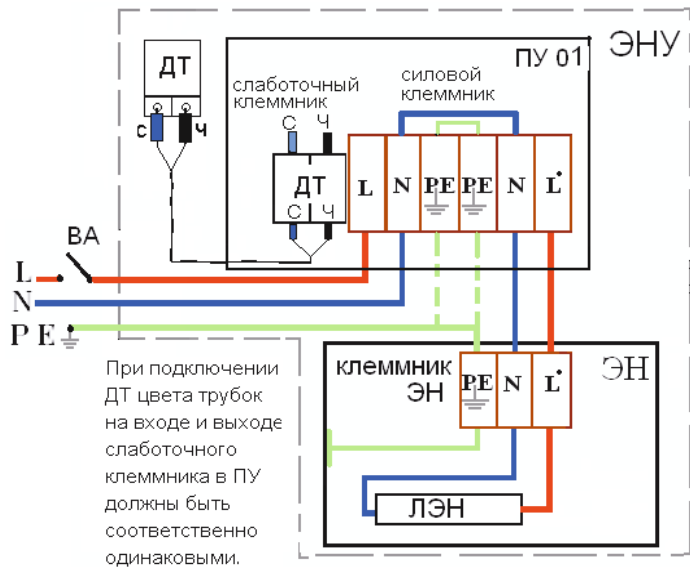 ЭНУ
ПУ 01
ДТ
С Ч
слаботочный
клеммник
силовой
клеммник
С Ч
ДТ
С Ч
L N PE PE N L
ВА
L
N
PE
При подключении
ДТ цвета трубок
на входе и выходе
слаботочного
клеммника в ПУ
должны быть
соответственно
одинаковыми.
клеммник
ЭН
PE N L
ЭН
ЛЭН